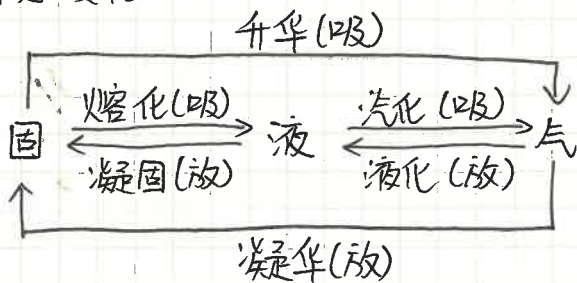 升华(吸)
熔化(吸) 汽化(吸)
固 液 气
凝固(放) 液化(放)
凝华(放)